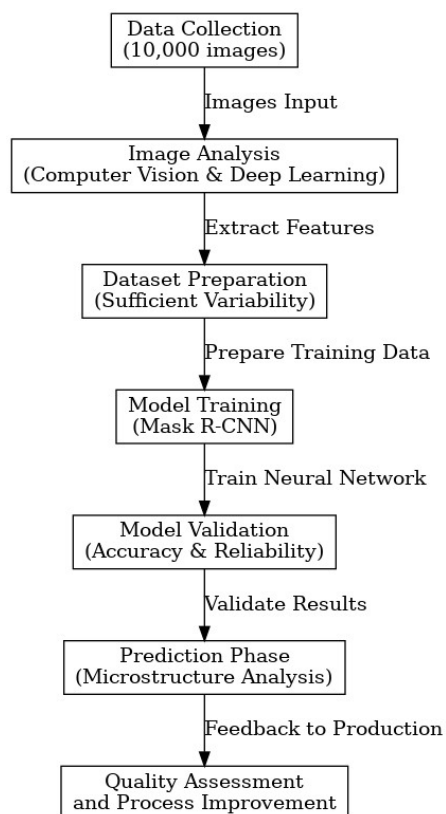 Data Collection
(10,000 images)
Images Input
Image Analysis
(Computer Vision & Deep Learning)
Extract Features
Dataset Preparation
(Sufficient Variability)
Prepare Training Data
Model Training
(Mask R-CNN)
Train Neural Network
Model Validation
(Accuracy & Reliability)
Validate Results
Prediction Phase
(Microstructure Analysis)
Feedback to Production
Quality Assessment
and Process Improvement